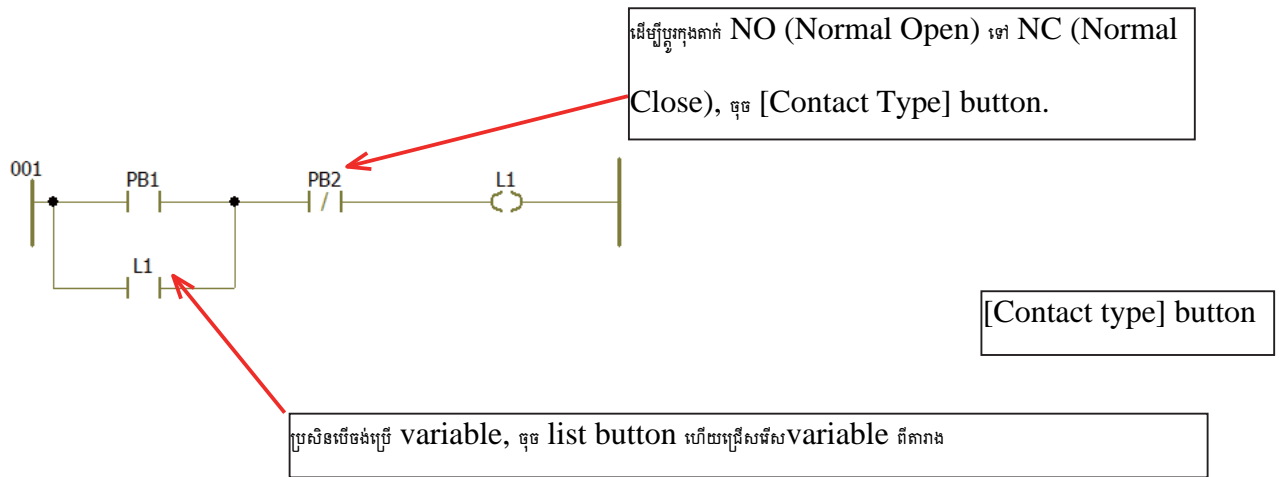 ដើម្បីប្តូរកុងតាក់ NO (Normal Open) ទៅ NC (Normal
Close), ចុច [Contact Type] button.
001
PB1
PB2
L1
L1
[Contact type] button
ប្រសិនបើចង់ប្រើ variable, ចុច list button ហើយជ្រើសរើសvariable ពីតារាង